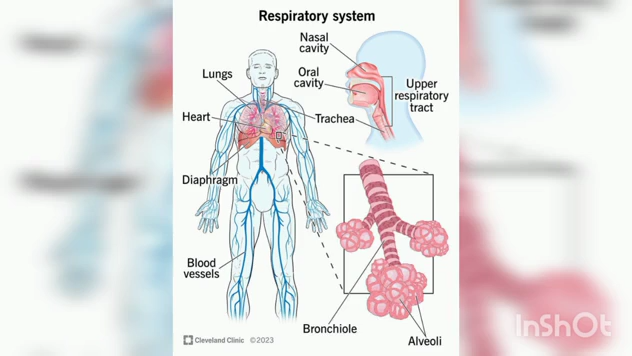 Respiratory system
Nasal
cavity
Lungs
Oral
cavity
Upper
respiratory
tract
Heart
Trachea
Diaphragm
Blood
vessels
Bronchiole
Alveoli
Cleveland Clinic ©2023
InShOt